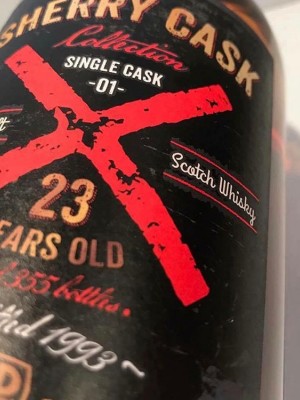 SHERRY CASK
Collection
SINGLE CASK
-01-
Scotch Whisky
23
YEARS OLD
355 bottles.
1993 ~